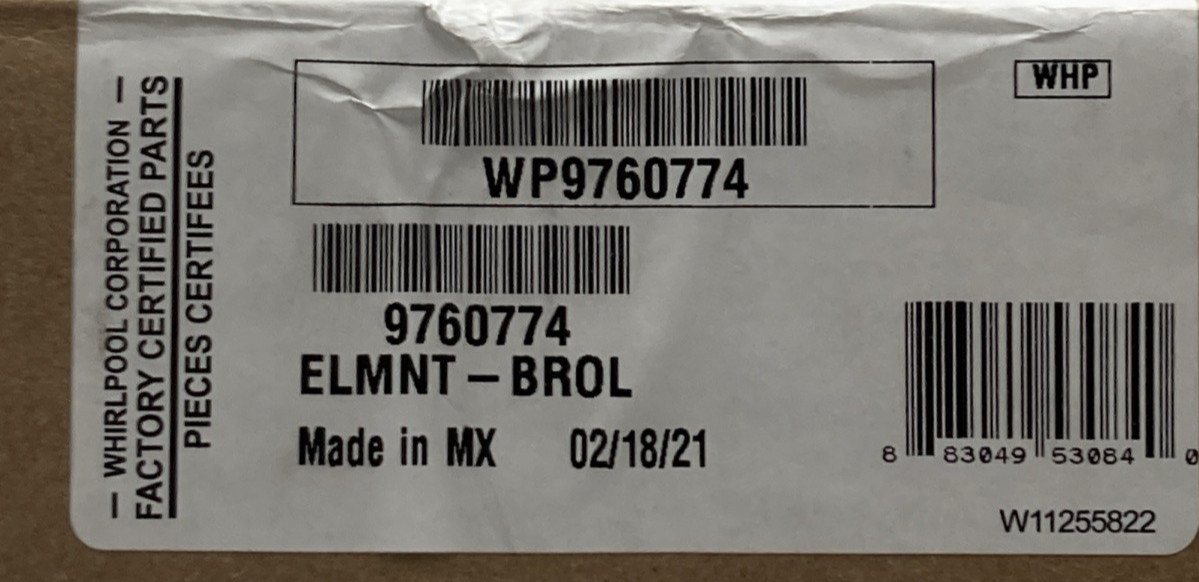 — WHIRLPOOL CORPORATION —
FACTORY CERTIFIED PARTS
PIECES CERTIFEES
WHP
WP9760774
9760774
ELMNT – BROL
Made in MX 02/18/21
8 83049 53084 0
W11255822